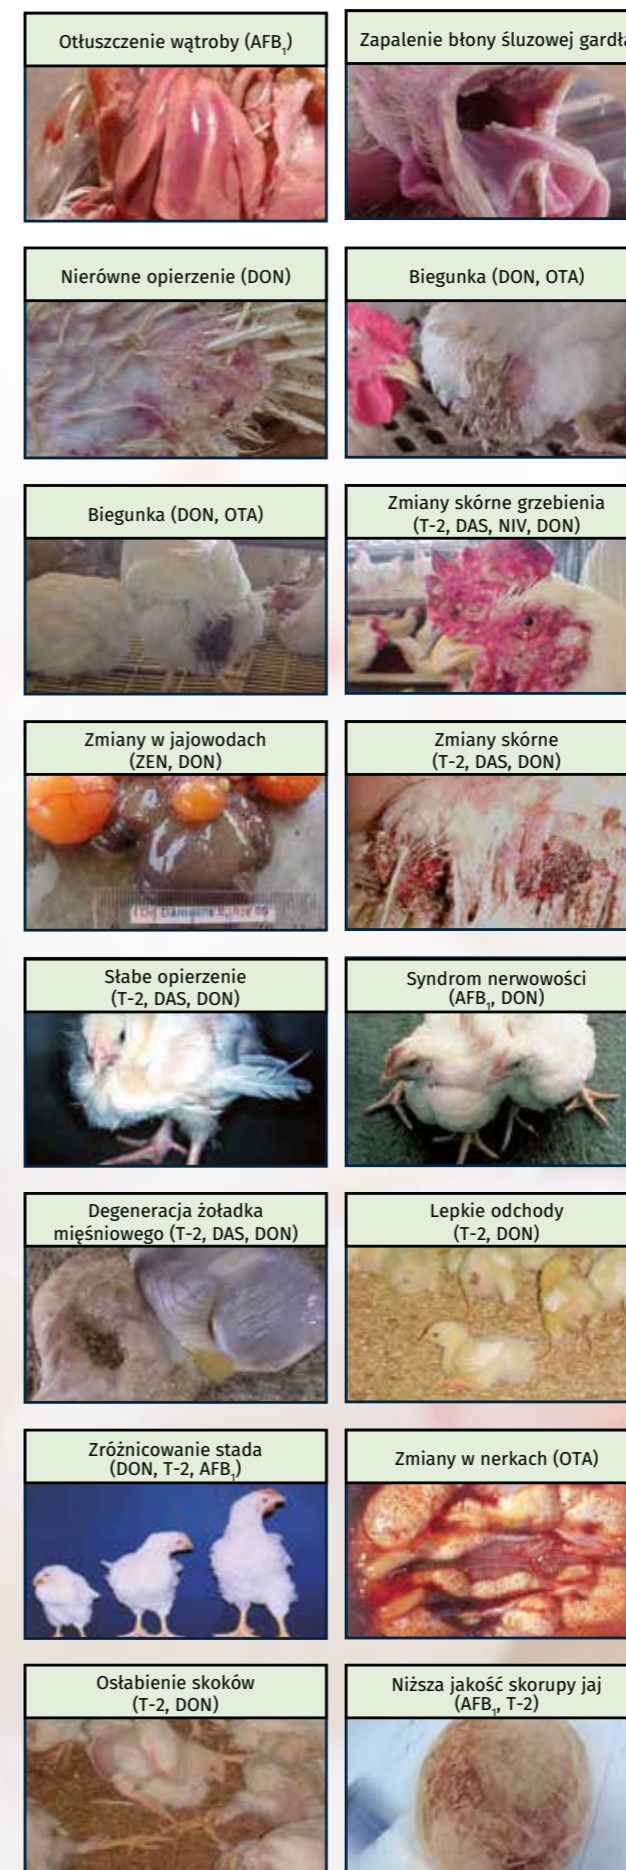 Otłuszczenie wątroby (AFB₁)
Zapalenie błony śluzowej gardła
Nierówne opierzenie (DON)
Biegunka (DON, OTA)
Biegunka (DON, OTA)
Zmiany skórne grzebienia
(T-2, DAS, NIV, DON)
Zmiany w jajowodach
(ZEN, DON)
Zmiany skórne
(T-2, DAS, DON)
Słabe opierzenie
(T-2, DAS, DON)
Syndrom nerwowości
(AFB₁, DON)
Degeneracja żoładka
mięśniowego (T-2, DAS, DON)
Lepkie odchody
(T-2, DON)
Zróżnicowanie stada
(DON, T-2, AFB₁)
Zmiany w nerkach (OTA)
Osłabienie skoków
(T-2, DON)
Niższa jakość skorupy jaj
(AFB₁, T-2)